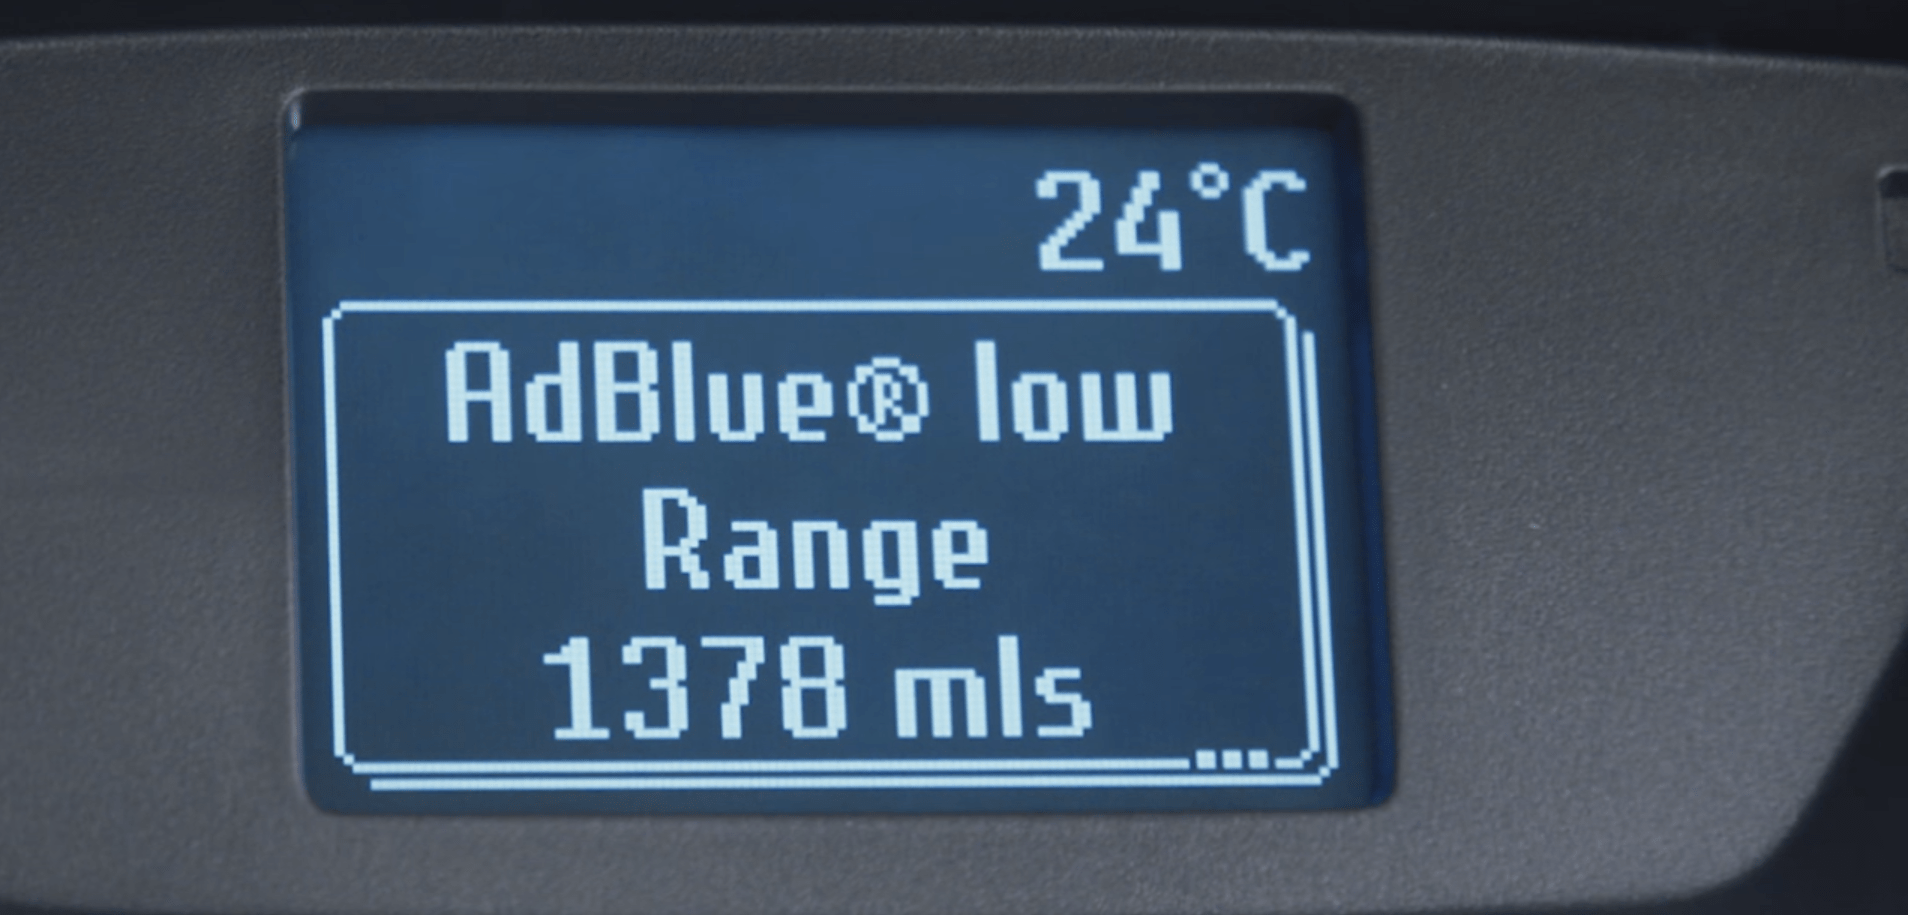 24°C
AdBlue® low
Range
1378 mls